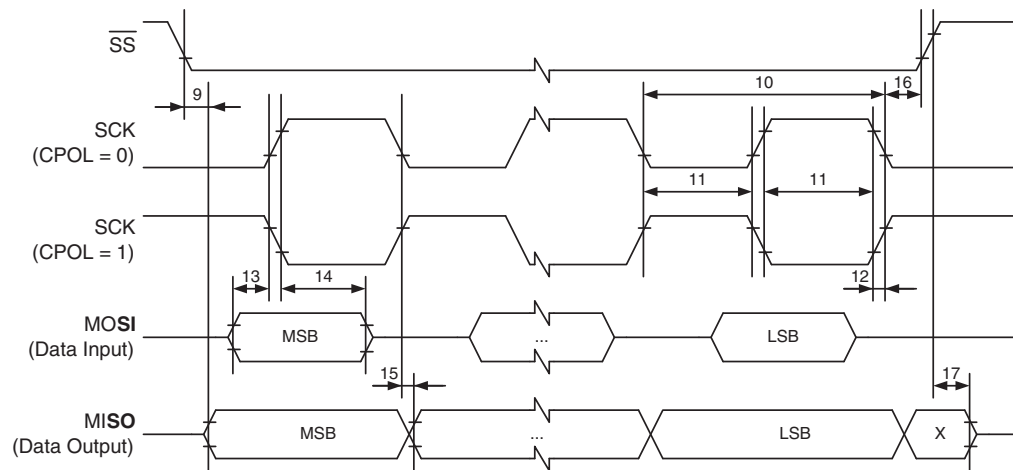 SS
9
10
16
SCK
(CPOL = 0)
11
11
SCK
(CPOL = 1)
12
13
14
MOSI
(Data Input)
MSB
...
LSB
15
17
MISO
(Data Output)
MSB
...
LSB
X